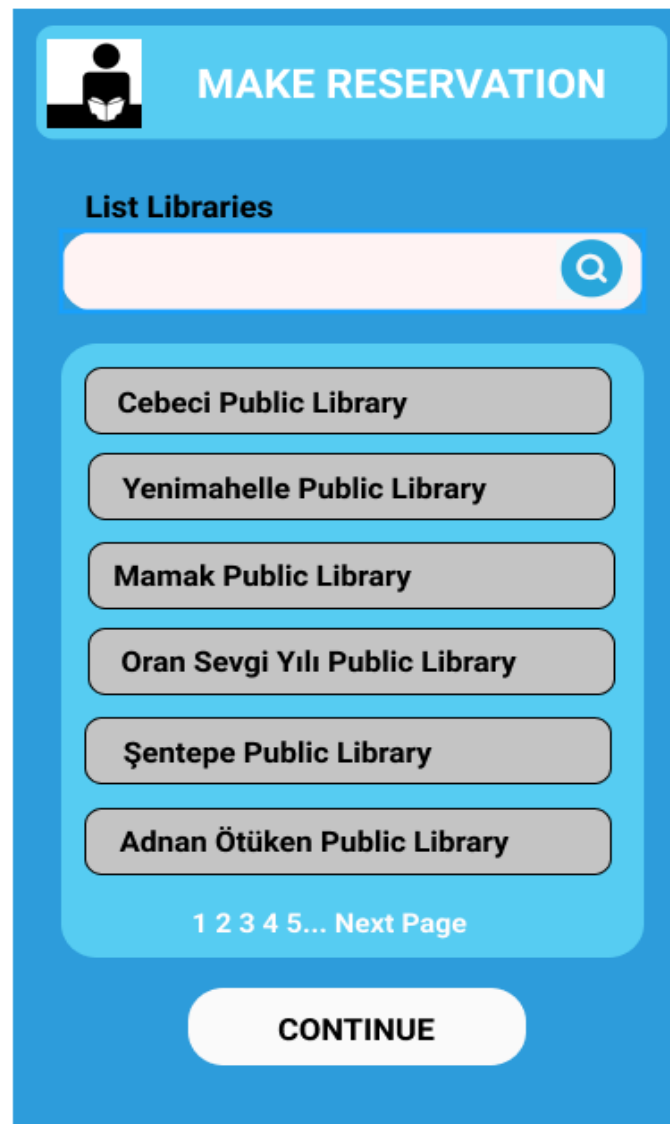 MAKE RESERVATION
List Libraries
Cebeci Public Library
Yenimahelle Public Library
Mamak Public Library
Oran Sevgi Yılı Public Library
Şentepe Public Library
Adnan Ötüken Public Library
1 2 3 4 5... Next Page
CONTINUE